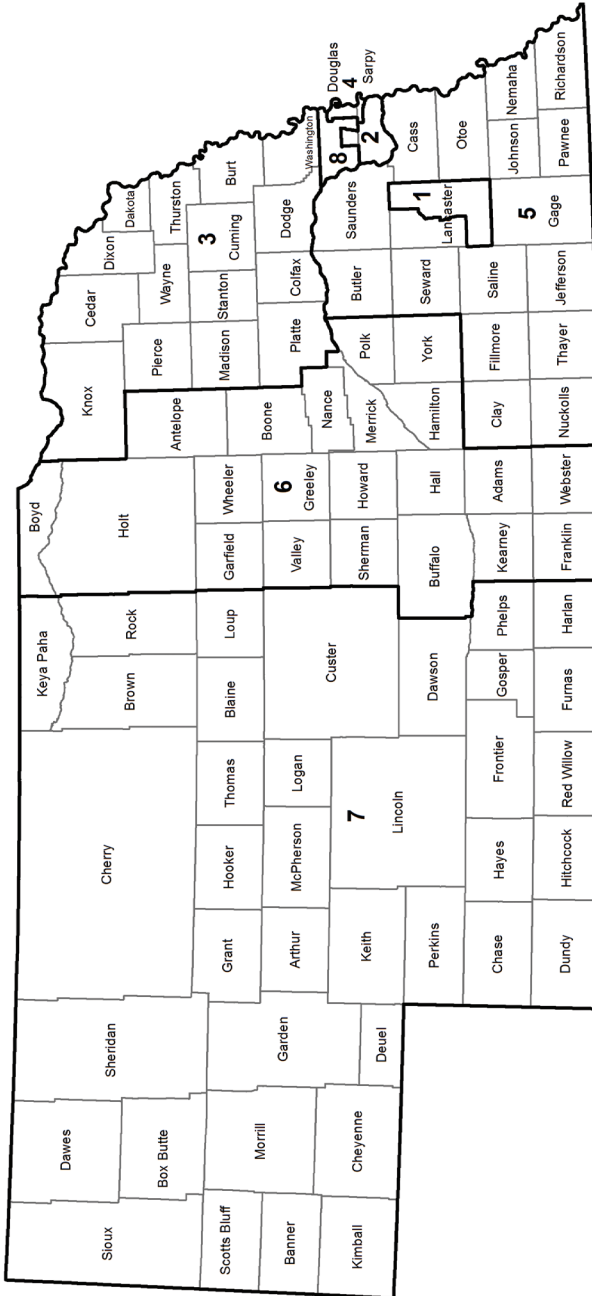 Sioux
Dawes
Box Butte
Sheridan
Cherry
Keya Paha
Boyd
Brown
Rock
Holt
Knox
Cedar
Dixon
Dakota
Antelope
Pierce
Wayne
Thurston
Scotts Bluff
Banner
Kimball
Morrill
Cheyenne
Garden
Deuel
Grant
Hooker
Thomas
Blaine
Loup
Garfield
Wheeler
Boone
Madison
Stanton
3
Cuming
Burt
Arthur
McPherson
Logan
Custer
Valley
6
Greeley
Nance
Platte
Colfax
Dodge
Washington
Keith
7
Lincoln
Sherman
Howard
Merrick
Polk
Butler
Saunders
8
Douglas
4
Sarpy
2
Perkins
Dawson
Buffalo
Hall
Hamilton
York
Seward
1
Lancaster
Cass
Otoe
Chase
Hayes
Frontier
Gosper
Phelps
Kearney
Adams
Clay
Fillmore
Saline
5
Gage
Johnson
Nemaha
Dundy
Hitchcock
Red Willow
Furnas
Harlan
Franklin
Webster
Nuckolls
Thayer
Jefferson
Pawnee
Richardson